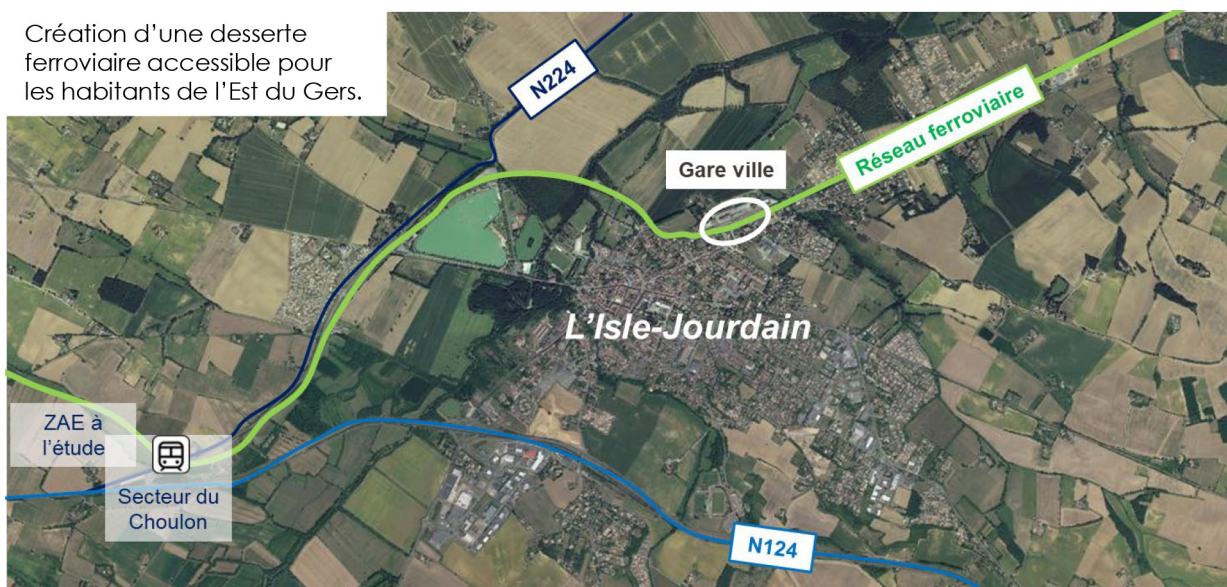 Création d’une desserte
ferroviaire accessible pour
les habitants de l’Est du Gers.
N224
Réseau ferroviaire
Gare ville
L’Isle-Jourdain
ZAE à
l’étude
Secteur du
Choulon
N124